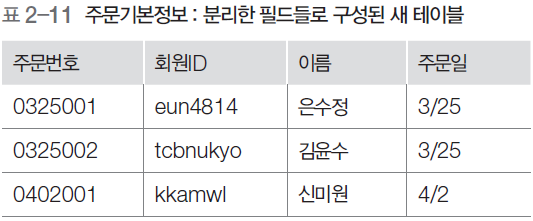 표 2-11 주문기본정보 : 분리한 필드들로 구성된 새 테이블
주문번호 회원ID 이름 주문일
0325001 eun4814 은수정 3/25
0325002 tcbnukyo 김윤수 3/25
0402001 kkamwl 신미원 4/2